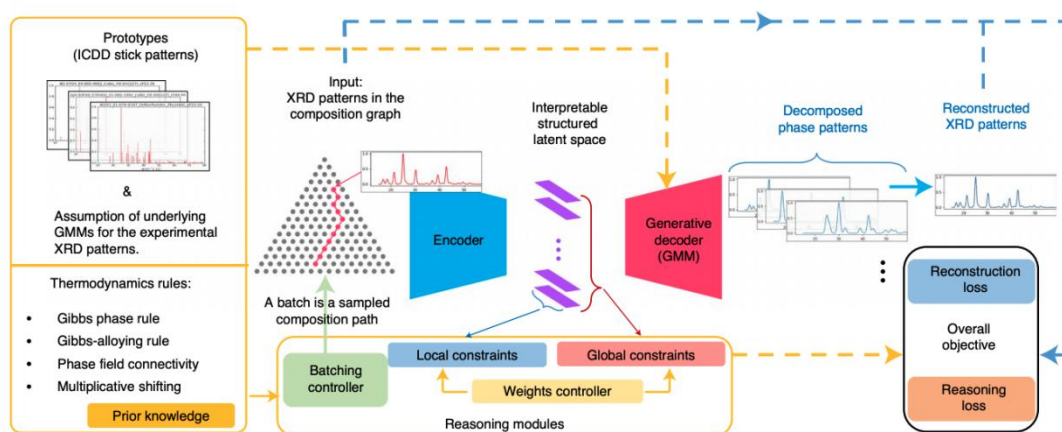 Prototypes
(ICDD stick patterns)
&
Assumption of underlying
GMMs for the experimental
XRD patterns.
Thermodynamics rules:
• Gibbs phase rule
• Gibbs-alloying rule
• Phase field connectivity
• Multiplicative shifting
Prior knowledge
Input:
XRD patterns in the
composition graph
A batch is a sampled
composition path
Encoder
Interpretable
structured
latent space
Generative
decoder
(GMM)
Decomposed
phase patterns
Reconstructed
XRD patterns
Batching
controller
Local constraints
Global constraints
Weights controller
Reasoning modules
Reconstruction
loss
Overall
objective
Reasoning
loss